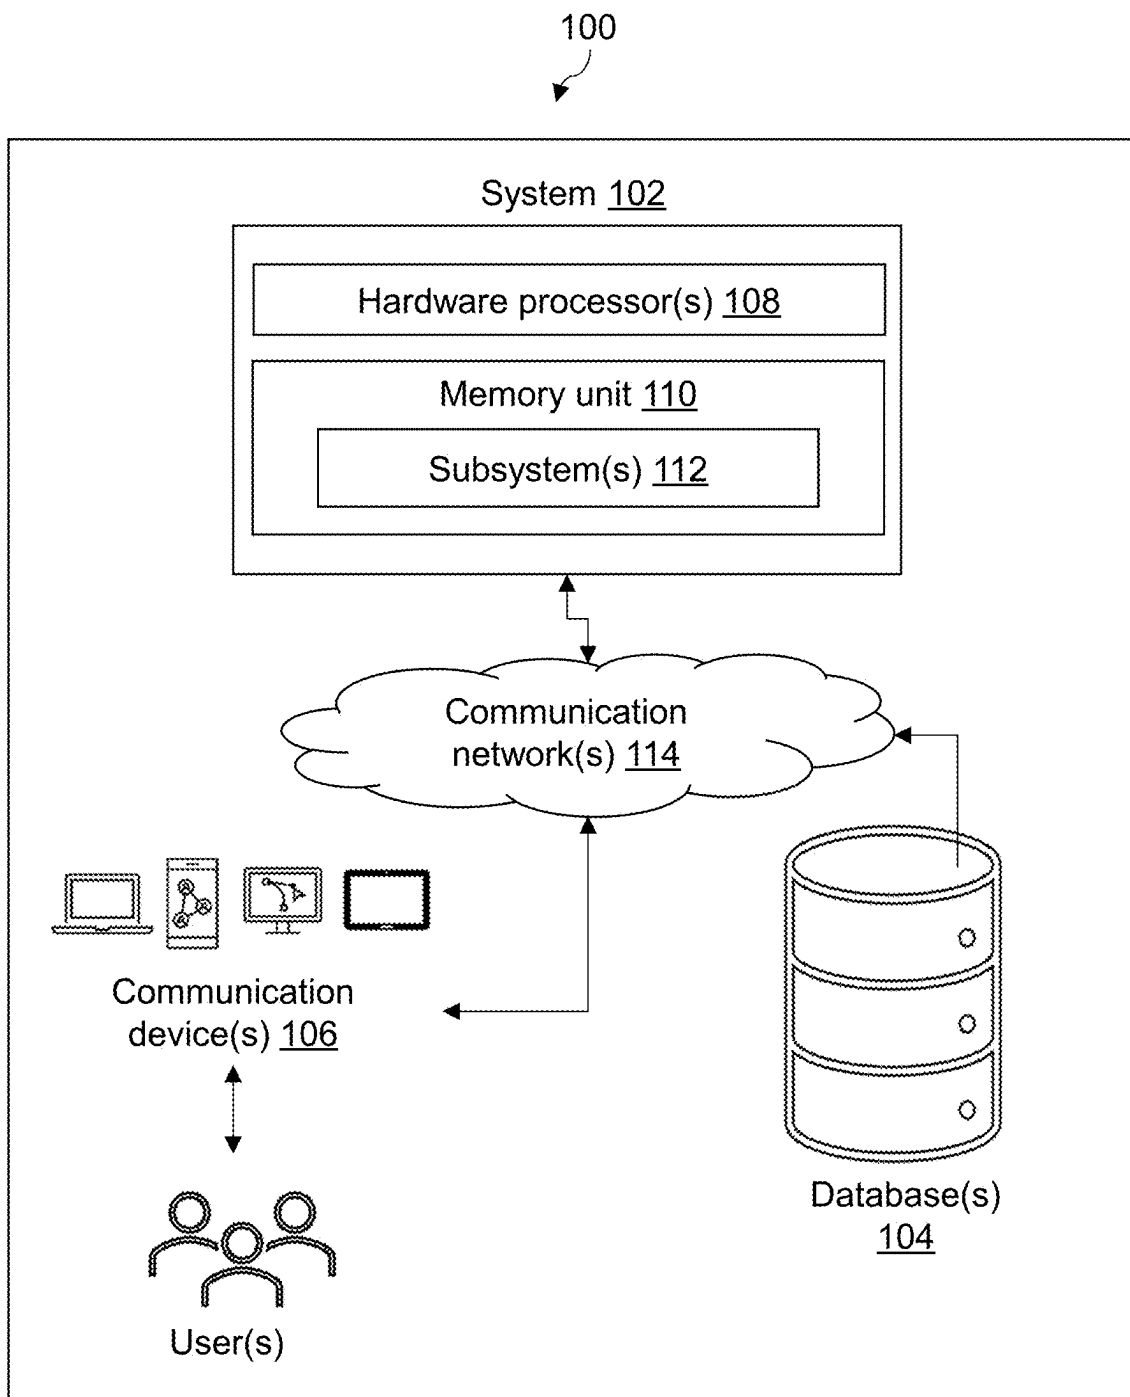 100
System 102
Hardware processor(s) 108
Memory unit 110
Subsystem(s) 112
Communication
network(s) 114
Communication
device(s) 106
Database(s)
104
User(s)